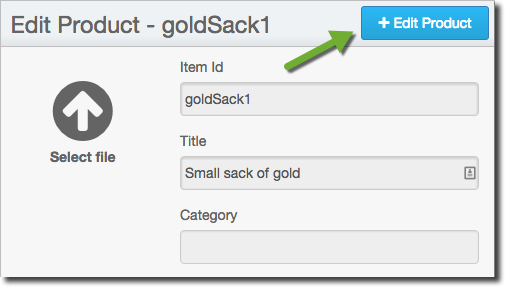 Edit Product - goldSack1
+ Edit Product
Item Id
goldSack1
Select file
Title
Small sack of gold
Category